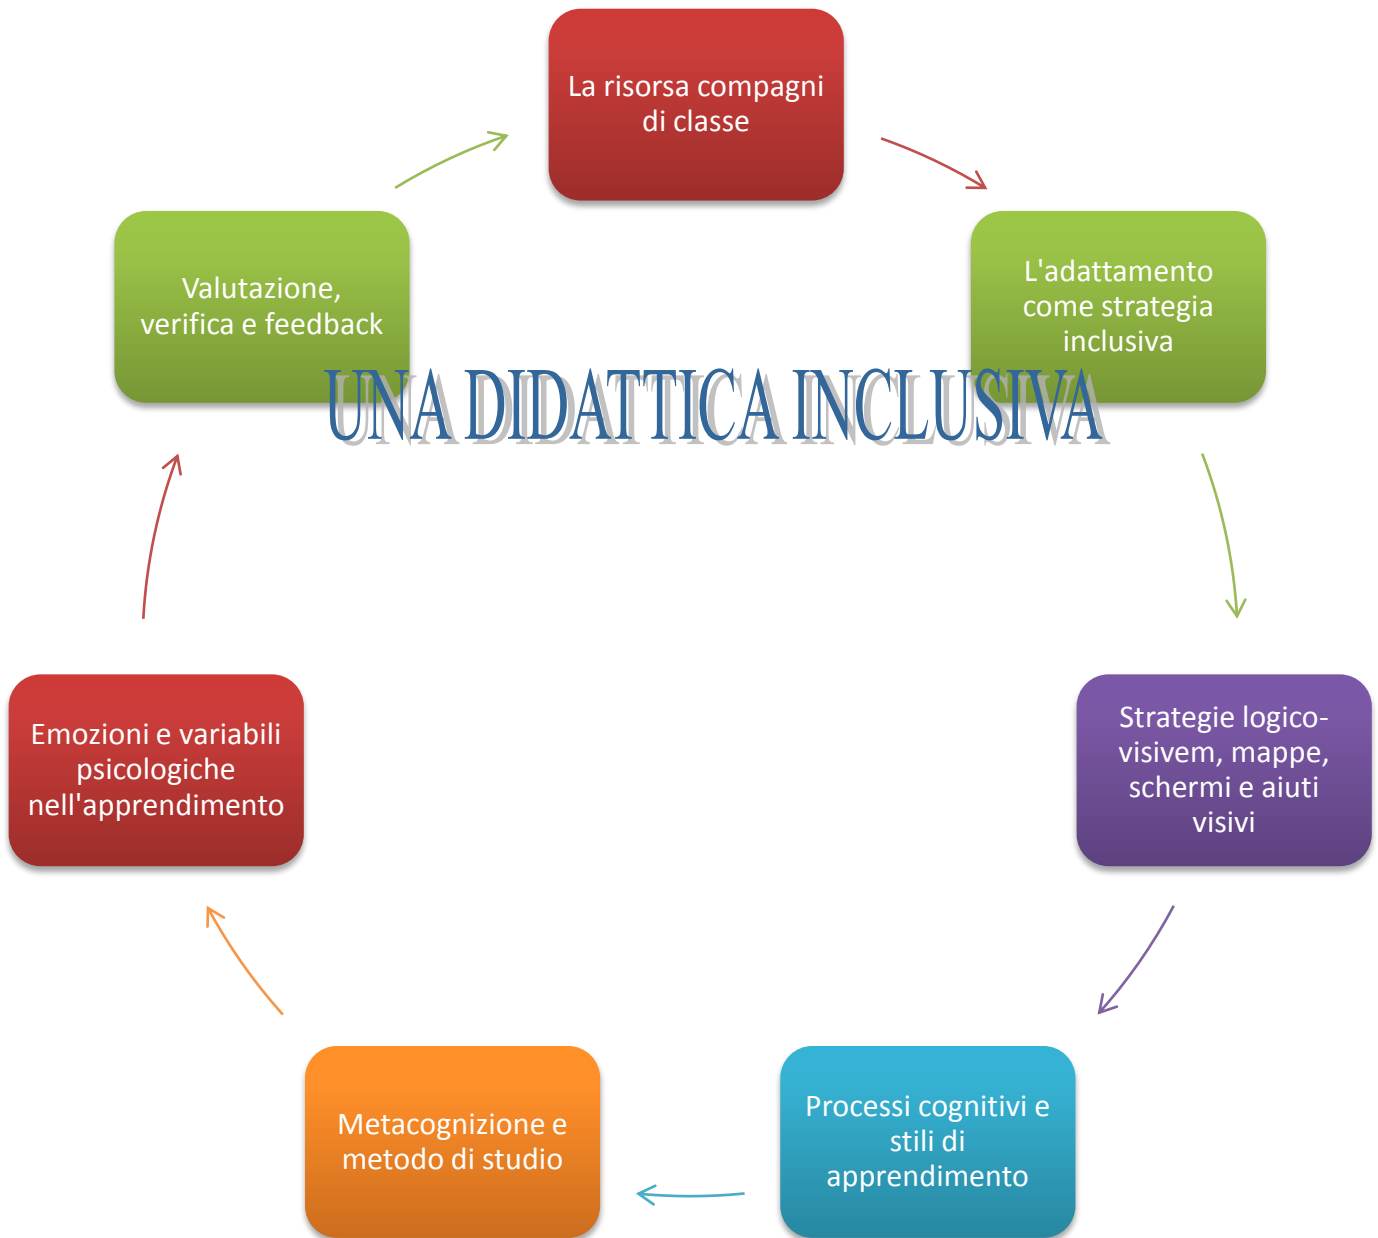 La risorsa compagni
di classe
L'adattamento
come strategia
inclusiva
Valutazione,
verifica e feedback
UNA DIDATTICA INCLUSIVA
Strategie logico-
visivem, mappe,
schermi e aiuti
visivi
Emozioni e variabili
psicologiche
nell'apprendimento
Processi cognitivi e
stili di
apprendimento
Metacognizione e
metodo di studio